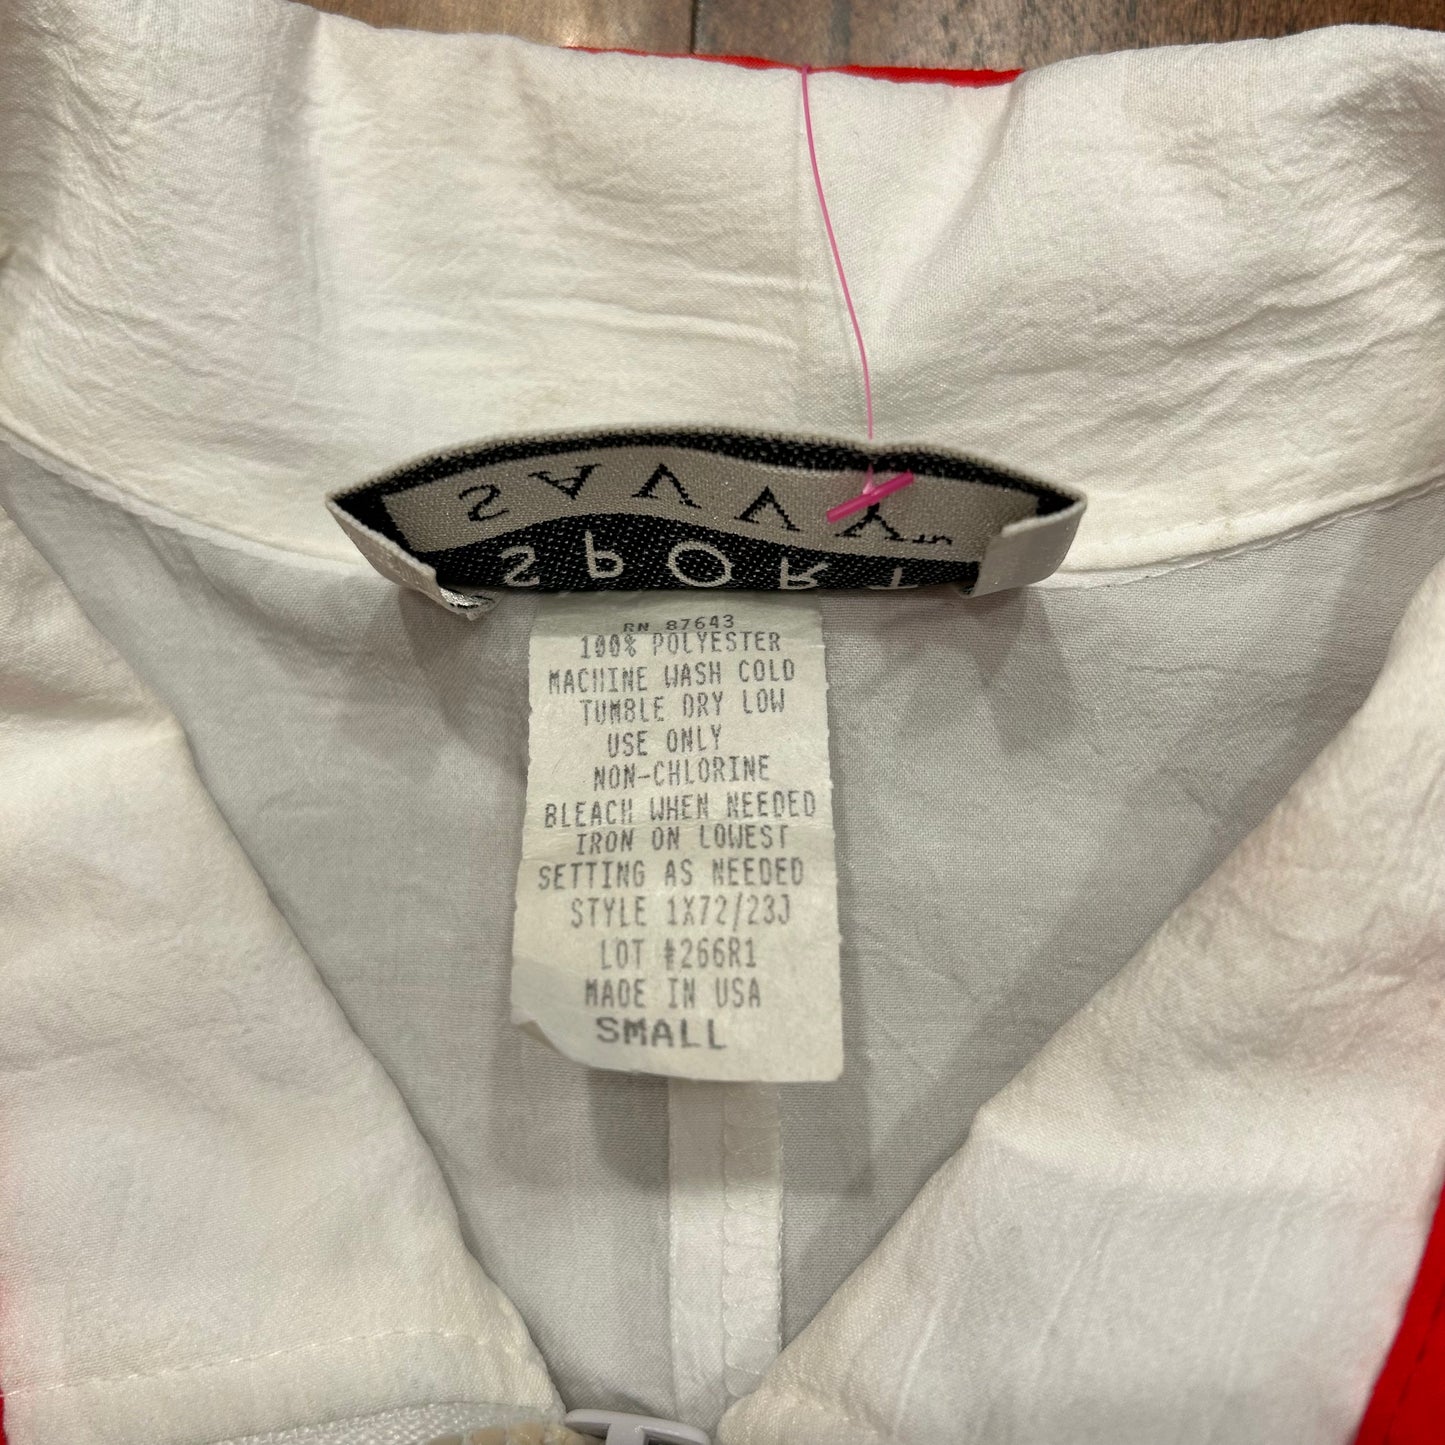 SAVVY™
SPORT
RN 87643
100% POLYESTER
MACHINE WASH COLD
TUMBLE DRY LOW
USE ONLY
NON-CHLORINE
BLEACH WHEN NEEDED
IRON ON LOWEST
SETTING AS NEEDED
STYLE 1X72/23J
LOT #266R1
MADE IN USA
SMALL